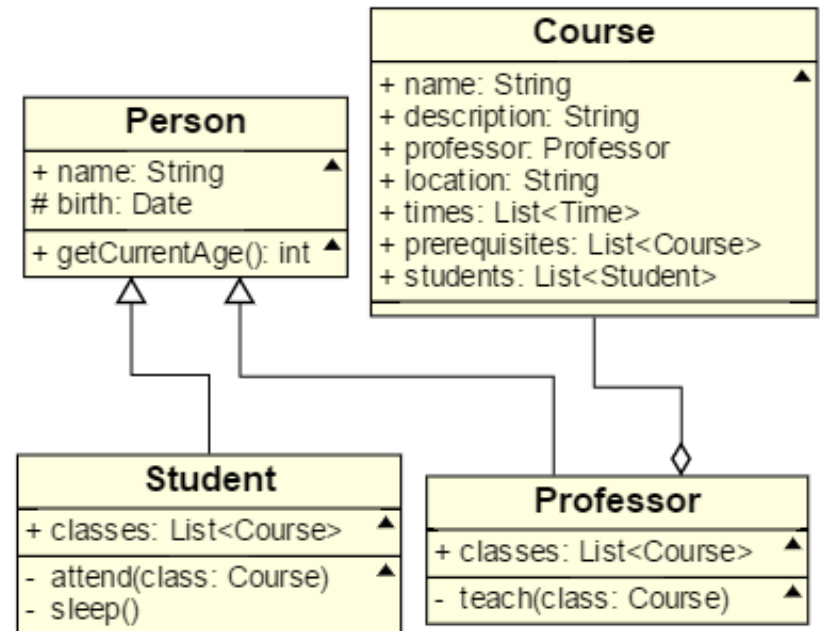 Person
+ name: String
# birth: Date
+ getCurrentAge(): int
Course
+ name: String
+ description: String
+ professor: Professor
+ location: String
+ times: List<Time>
+ prerequisites: List<Course>
+ students: List<Student>
Student
+ classes: List<Course>
- attend(class: Course)
- sleep()
Professor
+ classes: List<Course>
- teach(class: Course)